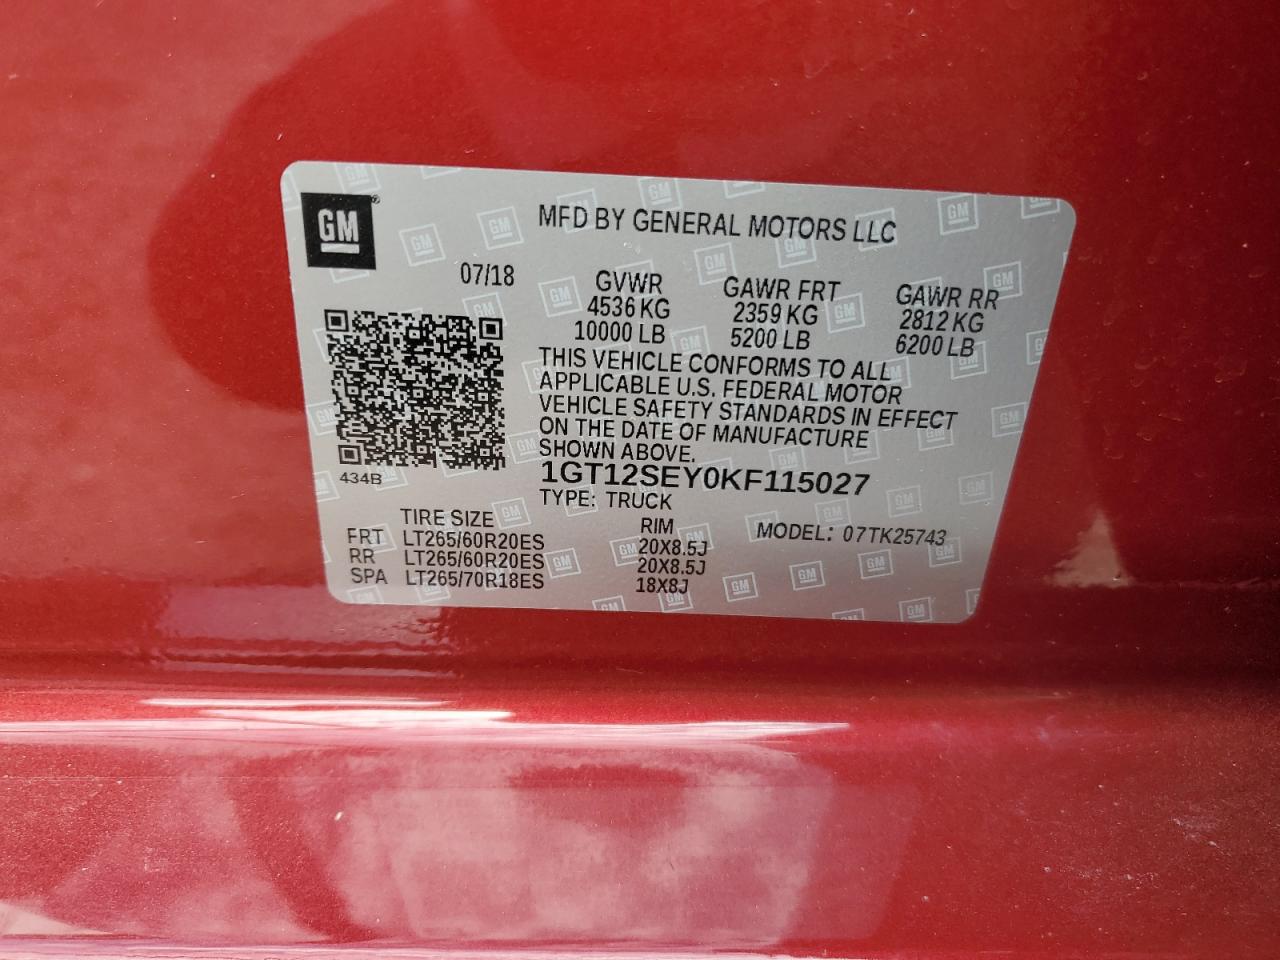 GM
MFD BY GENERAL MOTORS LLC
07/18
GVWR GAWR FRT GAWR RR
4536 KG 2359 KG 2812 KG
10000 LB 5200 LB 6200 LB
THIS VEHICLE CONFORMS TO ALL
APPLICABLE U.S. FEDERAL MOTOR
VEHICLE SAFETY STANDARDS IN EFFECT
ON THE DATE OF MANUFACTURE
SHOWN ABOVE.
434B
1GT12SEY0KF115027
TYPE: TRUCK
TIRE SIZE RIM MODEL: 07TK25743
FRT LT265/60R20ES 20X8.5J
RR LT265/60R20ES 20X8.5J
SPA LT265/70R18ES 18X8J